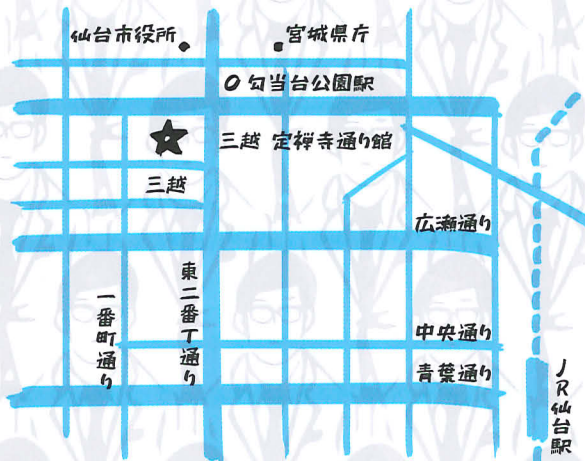 仙台市役所
宮城県庁
勾当台公園駅
三越 定禅寺通り館
三越
広瀬通り
東二番丁通り
一番町通り
中央通り
青葉通り
JR仙台駅